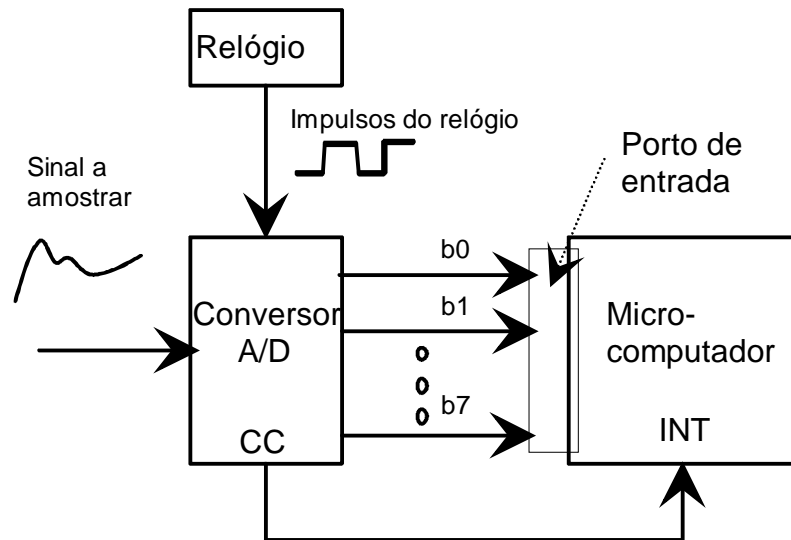 Relógio
Impulsos do relógio
Sinal a
amostrar
Porto de
entrada
b0
b1
b7
Conversor
A/D
CC
Micro-
computador
INT